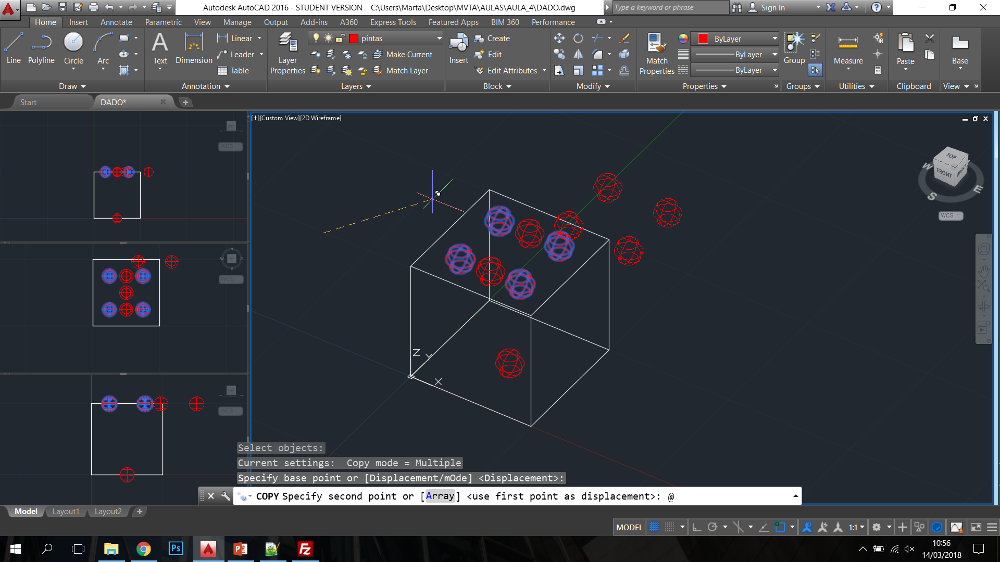 Autodesk AutoCAD 2016 - STUDENT VERSION C:\Users\Marta\Desktop\MVTA\AULAS\AULA_4\DADO.dwg
Type a keyword or phrase
Sign In
Home Insert Annotate Parametric View Manage Output Add-ins A360 Express Tools Featured Apps BIM 360 Performance
Line Polyline Circle Arc
Text Dimension
Linear
Leader
Table
Layer Properties
pintas
Make Current
Match Layer
Insert
Create
Edit
Edit Attributes
Match Properties
ByLayer
ByLayer
ByLayer
Group
Measure
Paste
Base
Draw Annotation Layers Block Modify Properties Groups Utilities Clipboard View
Start DADO*
[+][Custom View][2D Wireframe]
WCS
N
W E
S
WCS
WCS
TOP
FRONT
RIGHT
W
S
E
WCS
Z
Y
X
Select objects:
Current settings: Copy mode = Multiple
Specify base point or [Displacement/mOde] <Displacement>:
COPY Specify second point or [Array] <use first point as displacement>: @
Model Layout1 Layout2
MODEL
1:1
Ps
10:56
14/03/2018